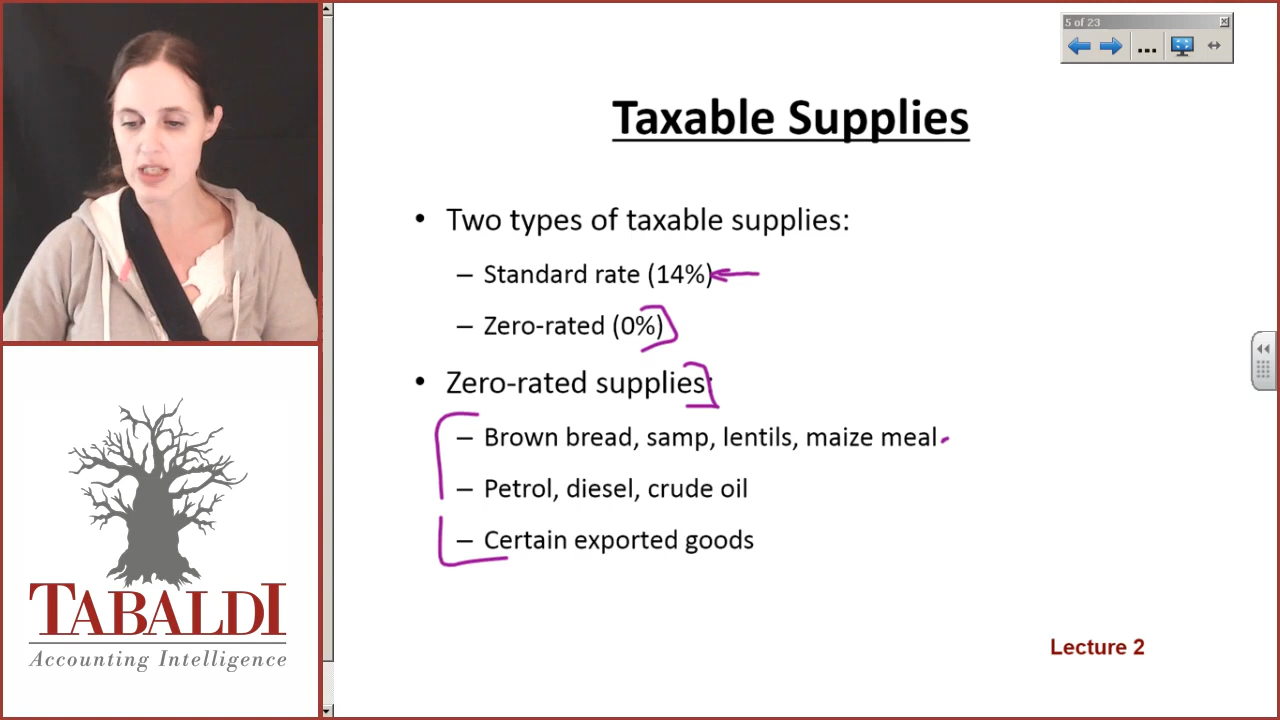 5 of 23
Taxable Supplies
• Two types of taxable supplies:
– Standard rate (14%)
– Zero-rated (0%)
• Zero-rated supplies:
– Brown bread, samp, lentils, maize meal
– Petrol, diesel, crude oil
– Certain exported goods
Lecture 2
TABALDI
Accounting Intelligence